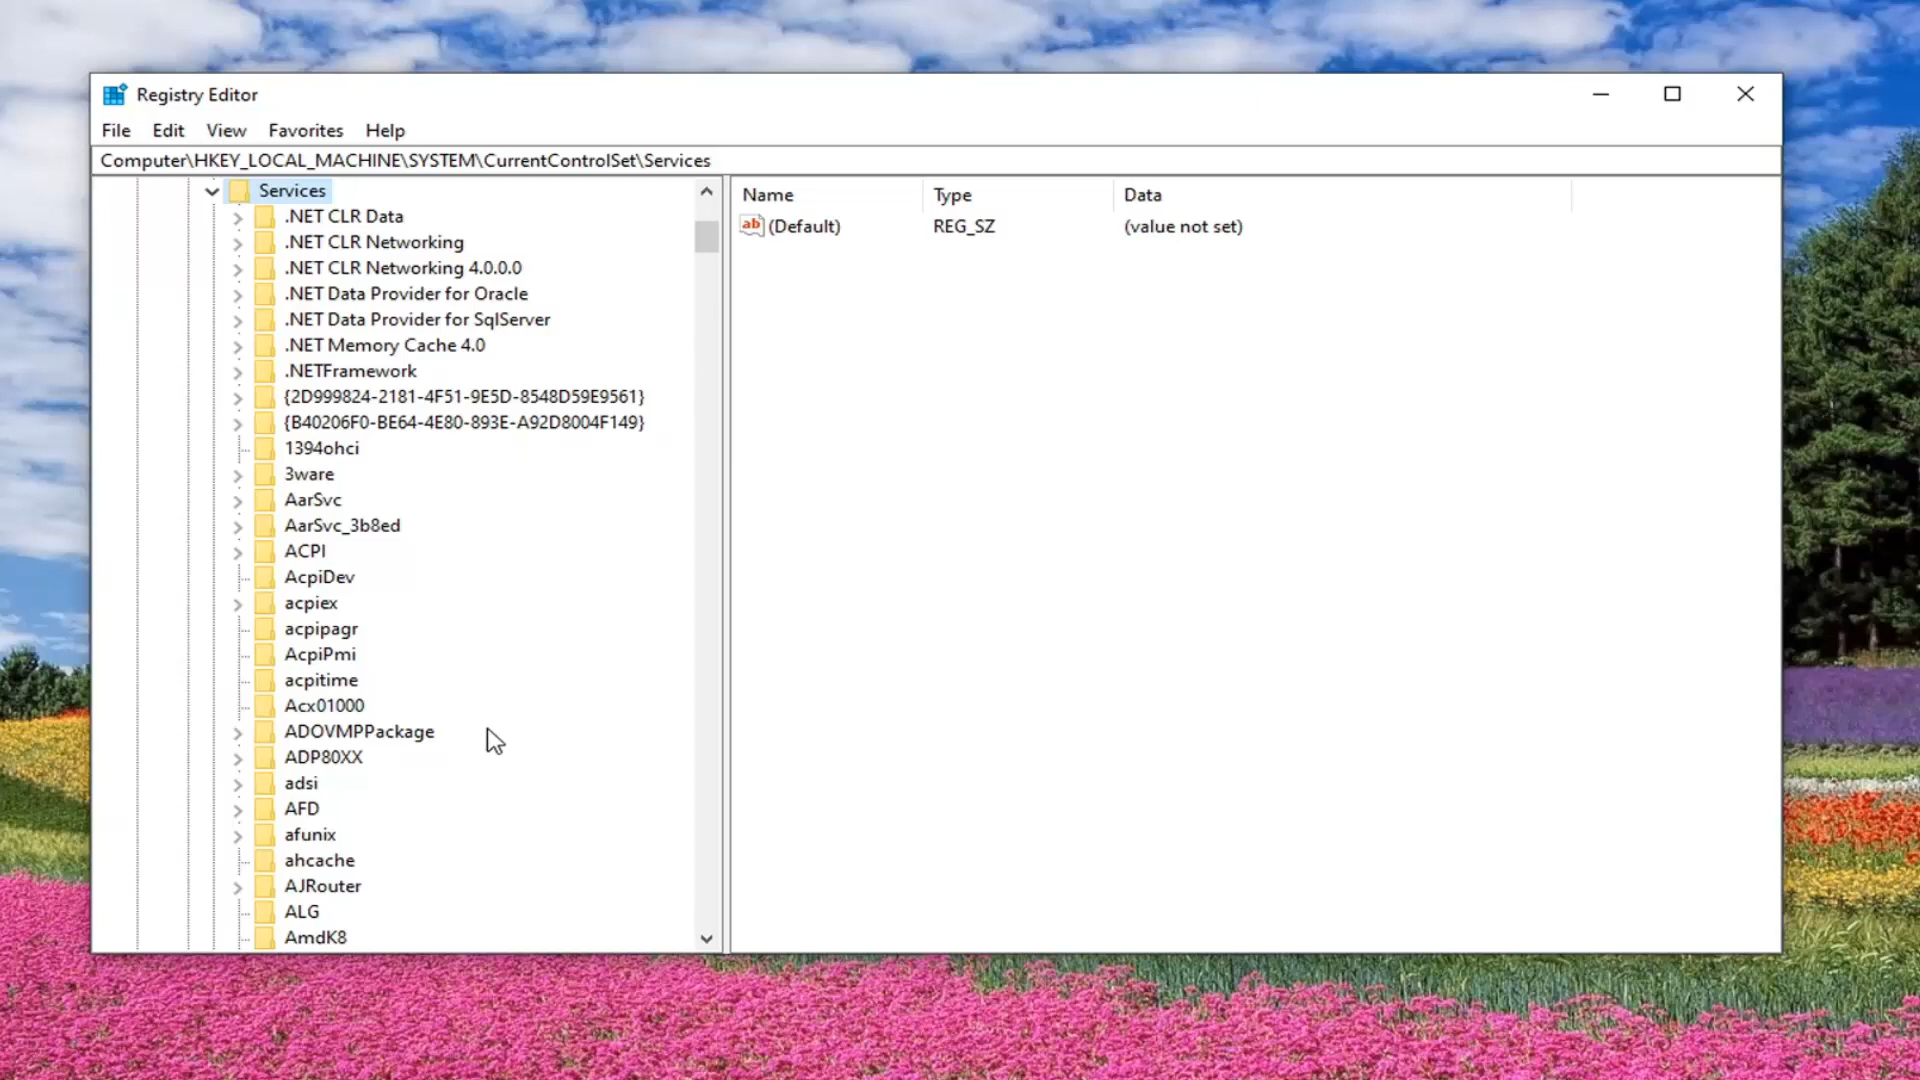 Registry Editor
File Edit View Favorites Help
Computer\HKEY_LOCAL_MACHINE\SYSTEM\CurrentControlSet\Services
Services
.NET CLR Data
.NET CLR Networking
.NET CLR Networking 4.0.0.0
.NET Data Provider for Oracle
.NET Data Provider for SqlServer
.NET Memory Cache 4.0
.NETFramework
{2D999824-2181-4F51-9E5D-8548D59E9561}
{B40206F0-BE64-4E80-893E-A92D8004F149}
1394ohci
3ware
AarSvc
AarSvc_3b8ed
ACPI
AcpiDev
acpiex
acpipagr
AcpiPmi
acpitime
Acx01000
ADOVMPPackage
ADP80XX
adsi
AFD
afunix
ahcache
AJRouter
ALG
AmdK8
Name Type Data
ab (Default) REG_SZ (value not set)